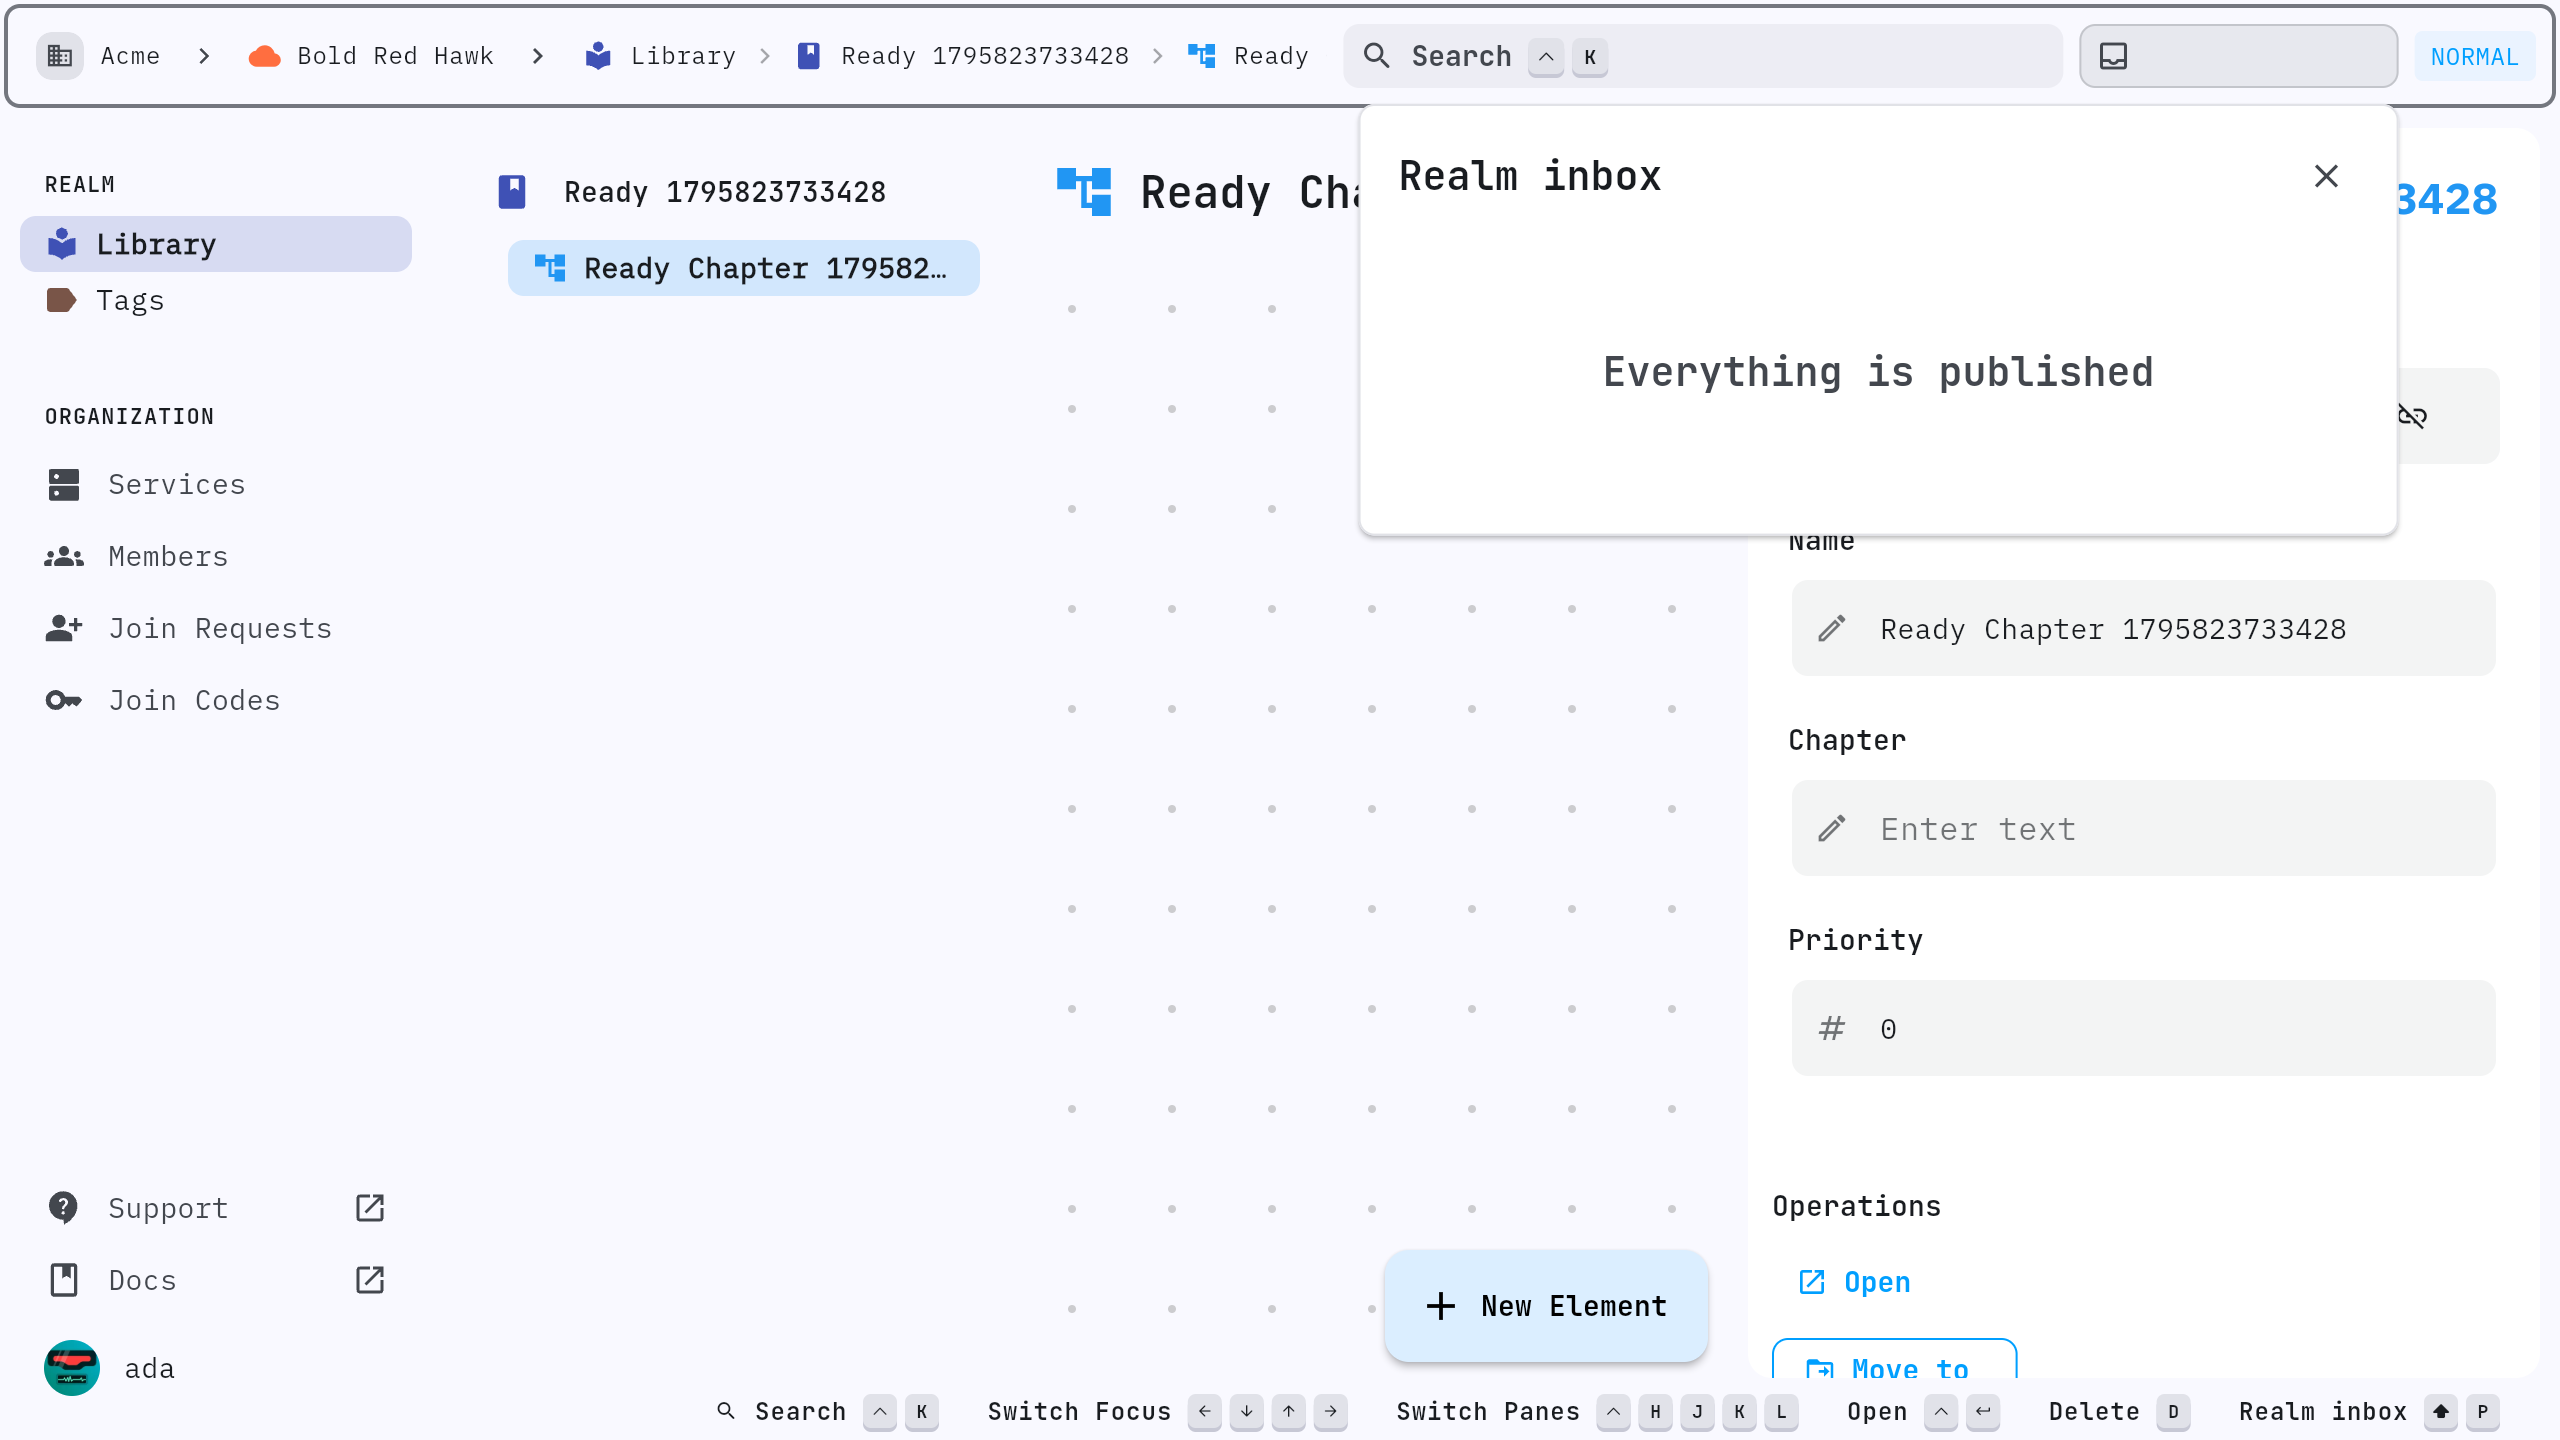 Acme
Bold Red Hawk
Library
Ready 1795823733428
Ready
Search ^ K
NORMAL
REALM
Library
Tags
ORGANIZATION
Services
Members
Join Requests
Join Codes
Support
Docs
ada
Ready 1795823733428
Ready Chapter 179582…
Ready Cha
Realm inbox
Everything is published
3428
Name
Ready Chapter 1795823733428
Chapter
Enter text
Priority
# 0
Operations
Open
Move to
New Element
Search ^ K Switch Focus ← ↓ ↑ → Switch Panes ^ H J K L Open ^ ↵ Delete D Realm inbox ⇧ P